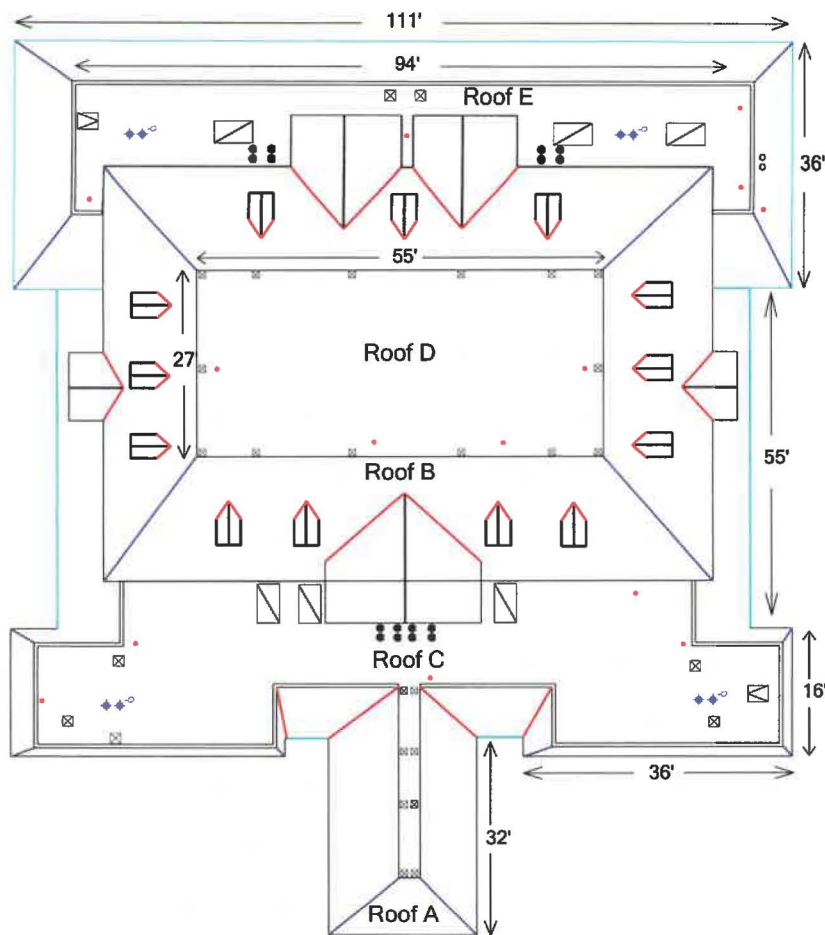 111'
94'
Roof E
36'
55'
27'
Roof D
55'
Roof B
Roof C
16'
36'
32'
Roof A